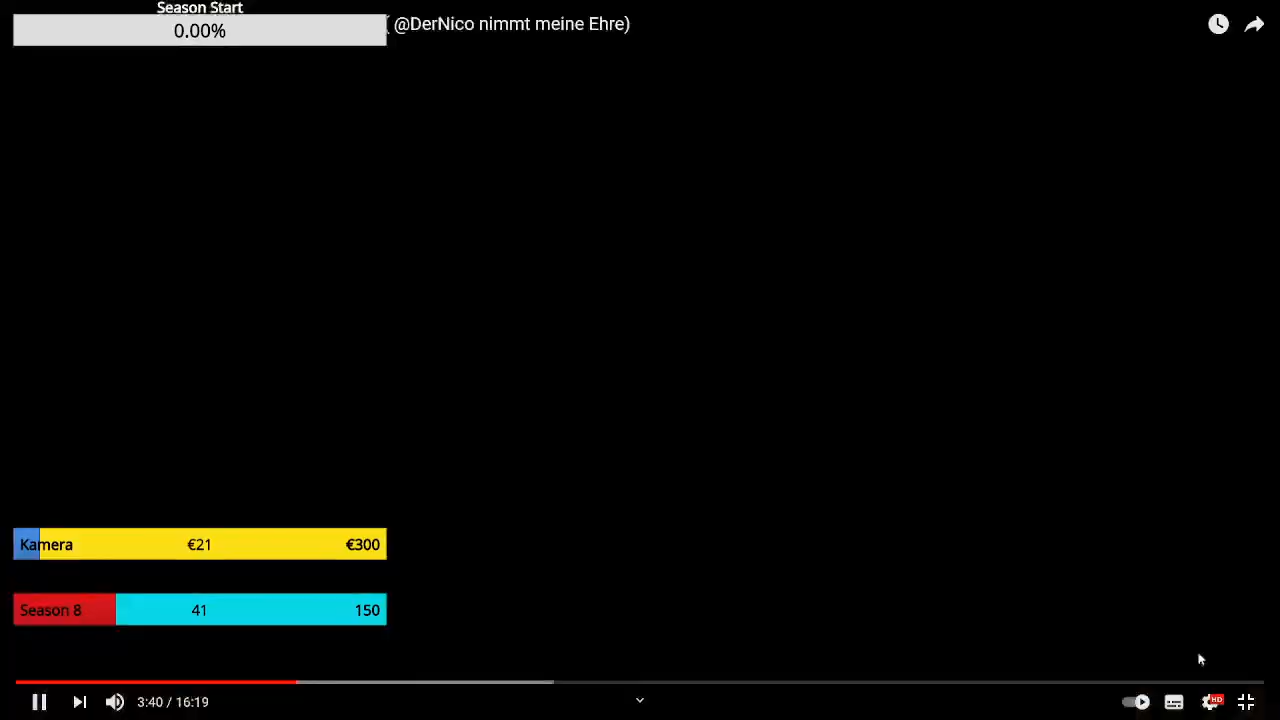 Season Start
0.00%
@DerNico nimmt meine Ehre)
Kamera €21 €300
Season 8 41 150
3:40 / 16:19
HD